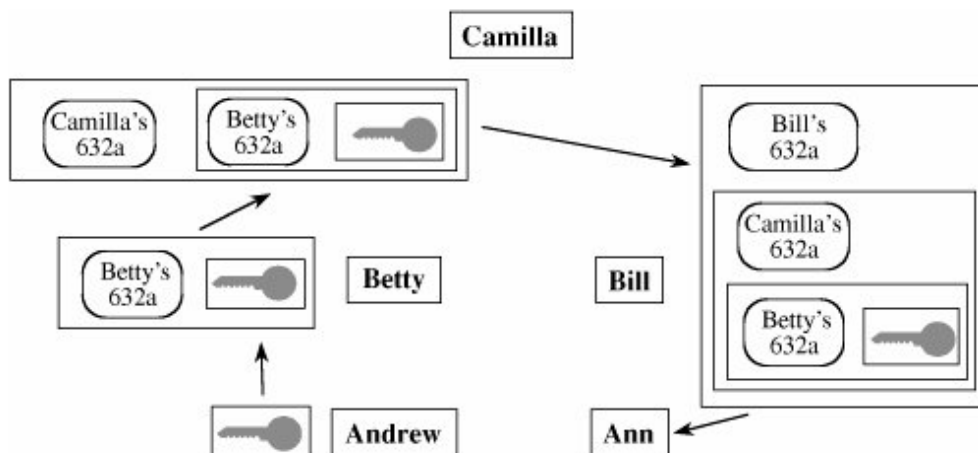 Camilla
Camilla's
632a
Betty's
632a
Bill's
632a
Camilla's
632a
Betty's
632a
Betty
Bill
Betty's
632a
Andrew
Ann